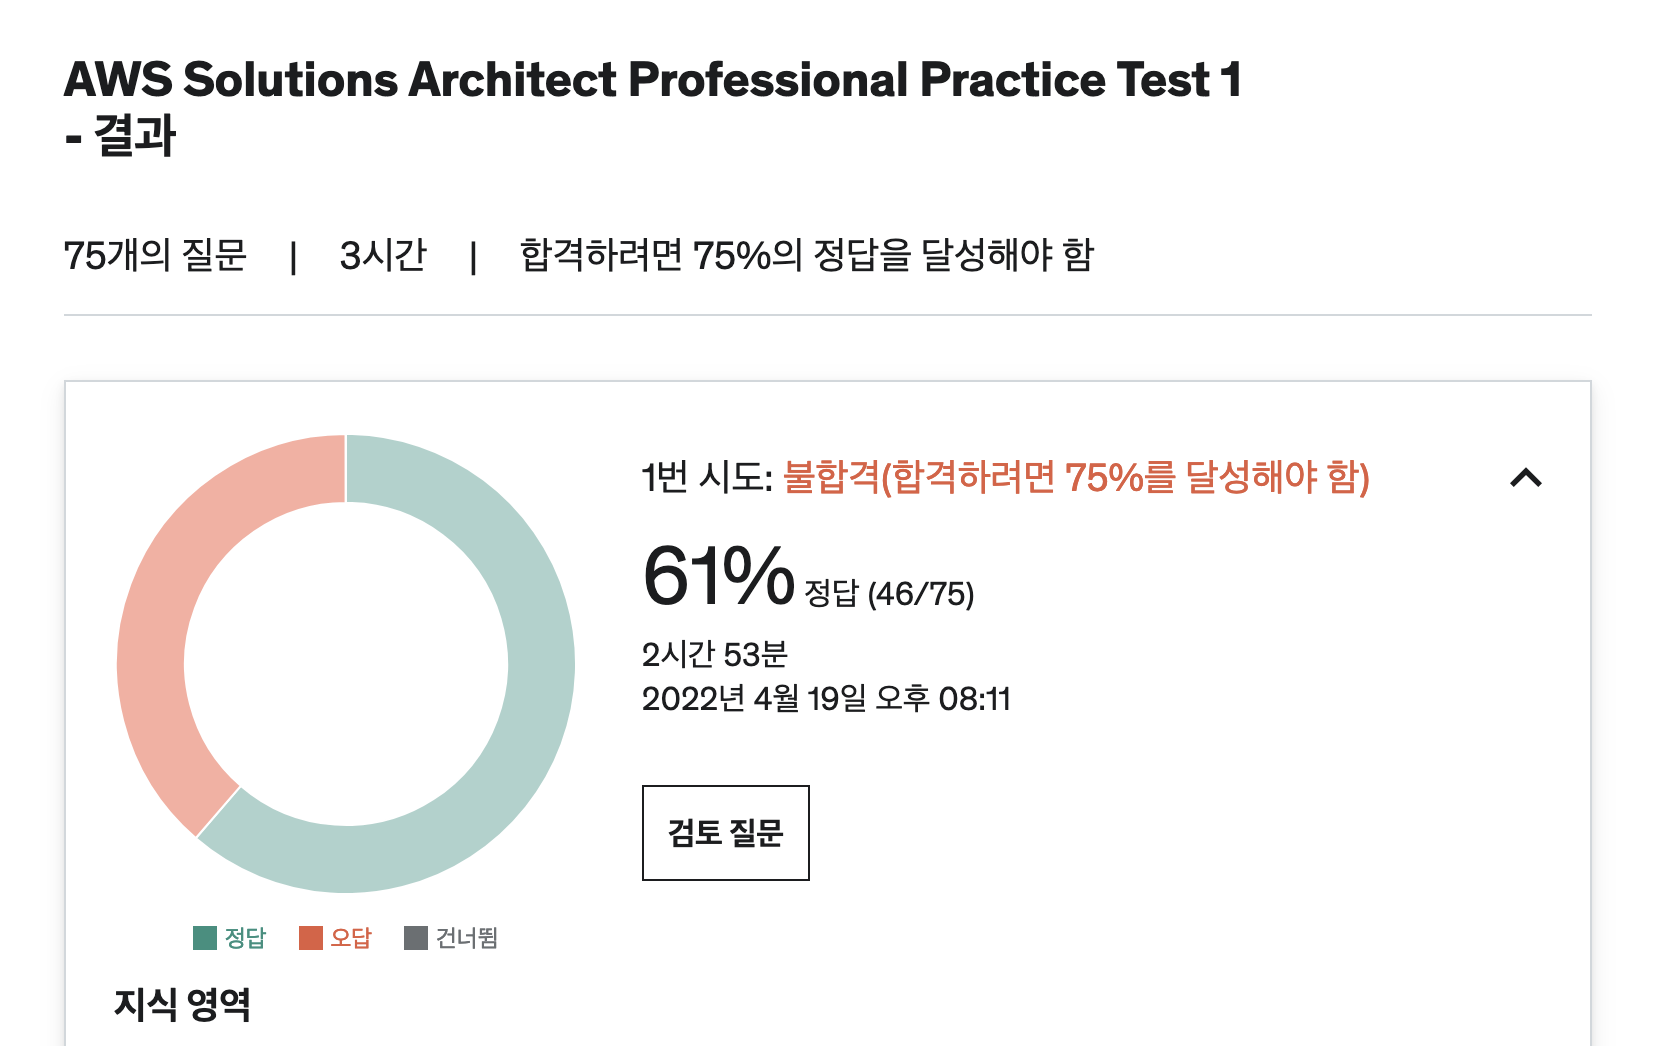 AWS Solutions Architect Professional Practice Test 1
- 결과
75개의 질문 | 3시간 | 합격하려면 75%의 정답을 달성해야 함
1번 시도: 불합격(합격하려면 75%를 달성해야 함)
61% 정답 (46/75)
2시간 53분
2022년 4월 19일 오후 08:11
검토 질문
정답 오답 건너뜀
지식 영역